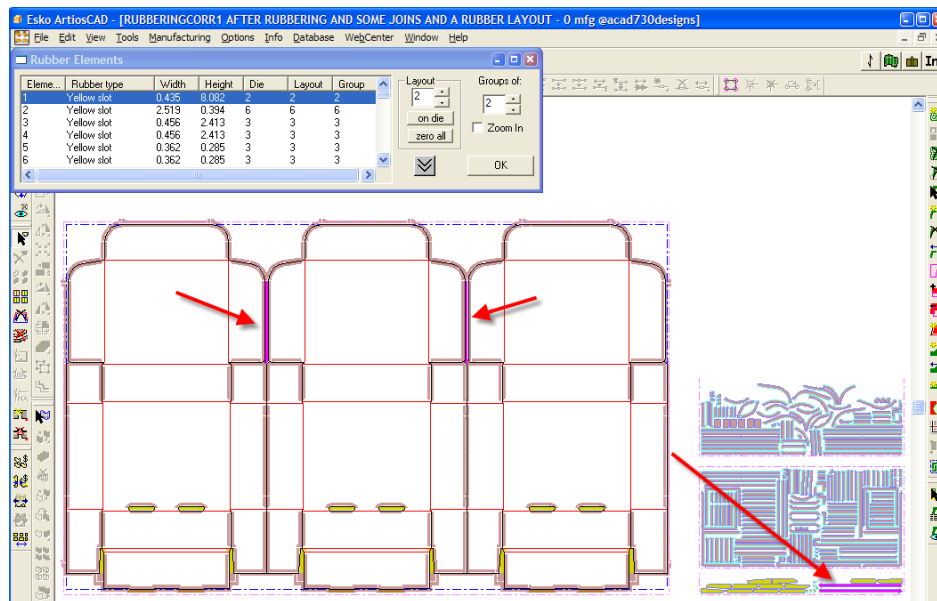 Esko ArtiosCAD - [RUBBERINGCORR1 AFTER RUBBERING AND SOME JOINS AND A RUBBER LAYOUT - 0 mfg @acad730designs]
File Edit View Tools Manufacturing Options Info Database WebCenter Window Help
Rubber Elements
Eleme... Rubber type Width Height Die Layout Group
1 Yellow slot 0.435 8.082 2 2 2
2 Yellow slot 2.519 0.394 6 6 6
3 Yellow slot 0.456 2.413 3 3 3
4 Yellow slot 0.456 2.413 3 3 3
5 Yellow slot 0.362 0.285 3 3 3
6 Yellow slot 0.362 0.285 3 3 3
Layout
2
on die
zero all
Groups of:
2
Zoom In
OK
In